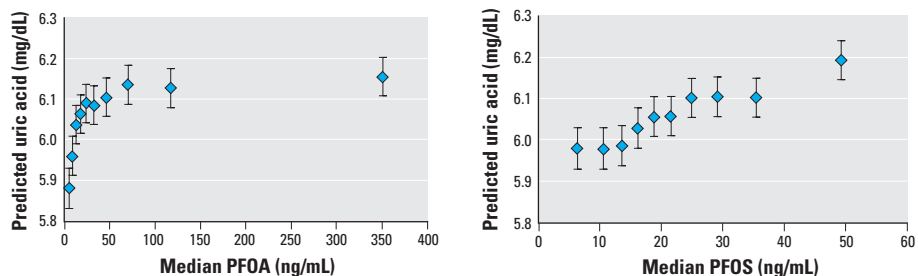 Predicted uric acid (mg/dL)
6.3
6.2
6.1
6.0
5.9
5.8
0 50 100 150 200 250 300 350 400
Median PFOA (ng/mL)
Predicted uric acid (mg/dL)
6.3
6.2
6.1
6.0
5.9
5.8
0 10 20 30 40 50 60
Median PFOS (ng/mL)